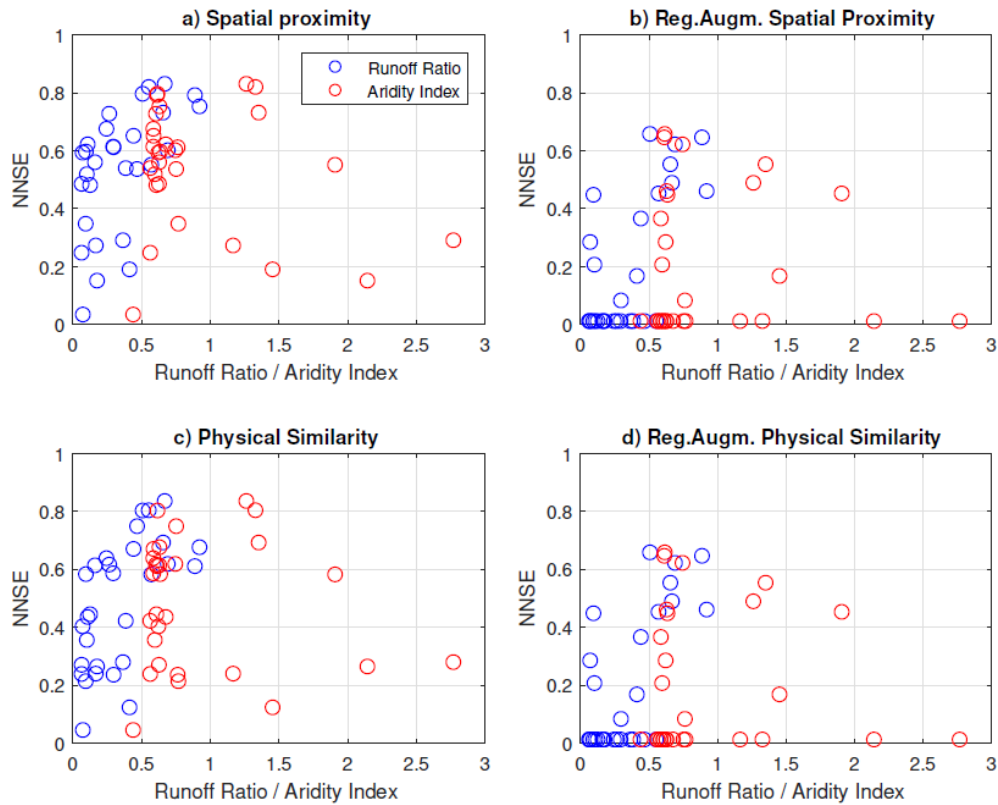 a) Spatial proximity
NNSE
1
0.8
0.6
0.4
0.2
0
0 0.5 1 1.5 2 2.5 3
Runoff Ratio / Aridity Index
Runoff Ratio
Aridity Index
b) Reg.Augm. Spatial Proximity
NNSE
1
0.8
0.6
0.4
0.2
0
0 0.5 1 1.5 2 2.5 3
Runoff Ratio / Aridity Index
c) Physical Similarity
NNSE
1
0.8
0.6
0.4
0.2
0
0 0.5 1 1.5 2 2.5 3
Runoff Ratio / Aridity Index
d) Reg.Augm. Physical Similarity
NNSE
1
0.8
0.6
0.4
0.2
0
0 0.5 1 1.5 2 2.5 3
Runoff Ratio / Aridity Index